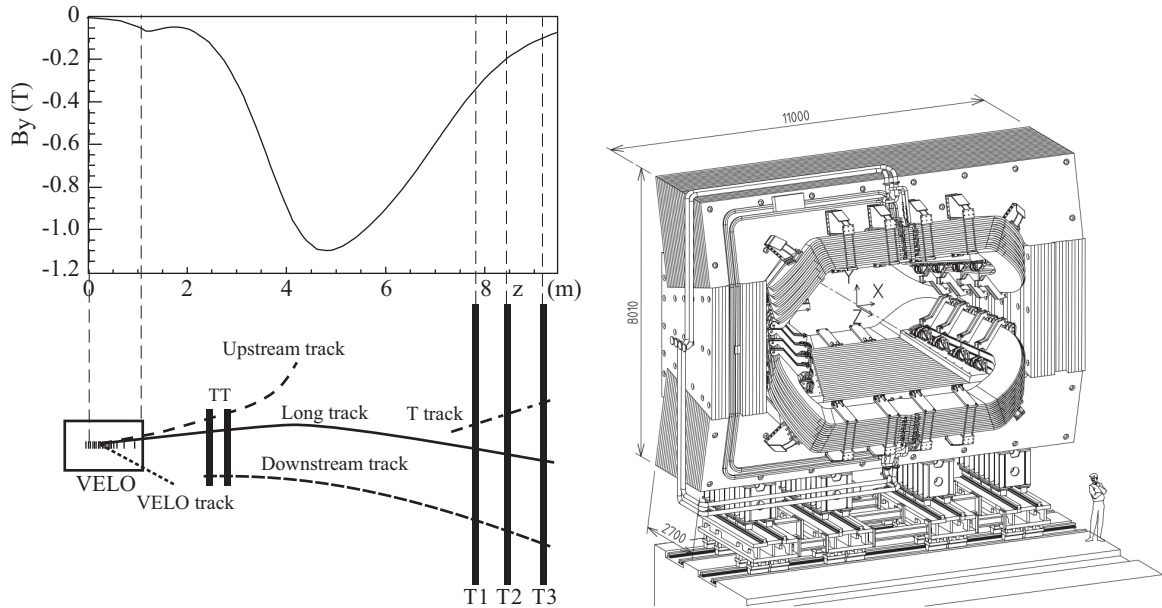 0
-0.2
-0.4
-0.6
-0.8
-1.0
-1.2
By (T)
0 2 4 6 8 z (m)
Upstream track
TT
Long track
T track
Downstream track
VELO
VELO track
T1 T2 T3
11000
8010
2700
Y
X
Z